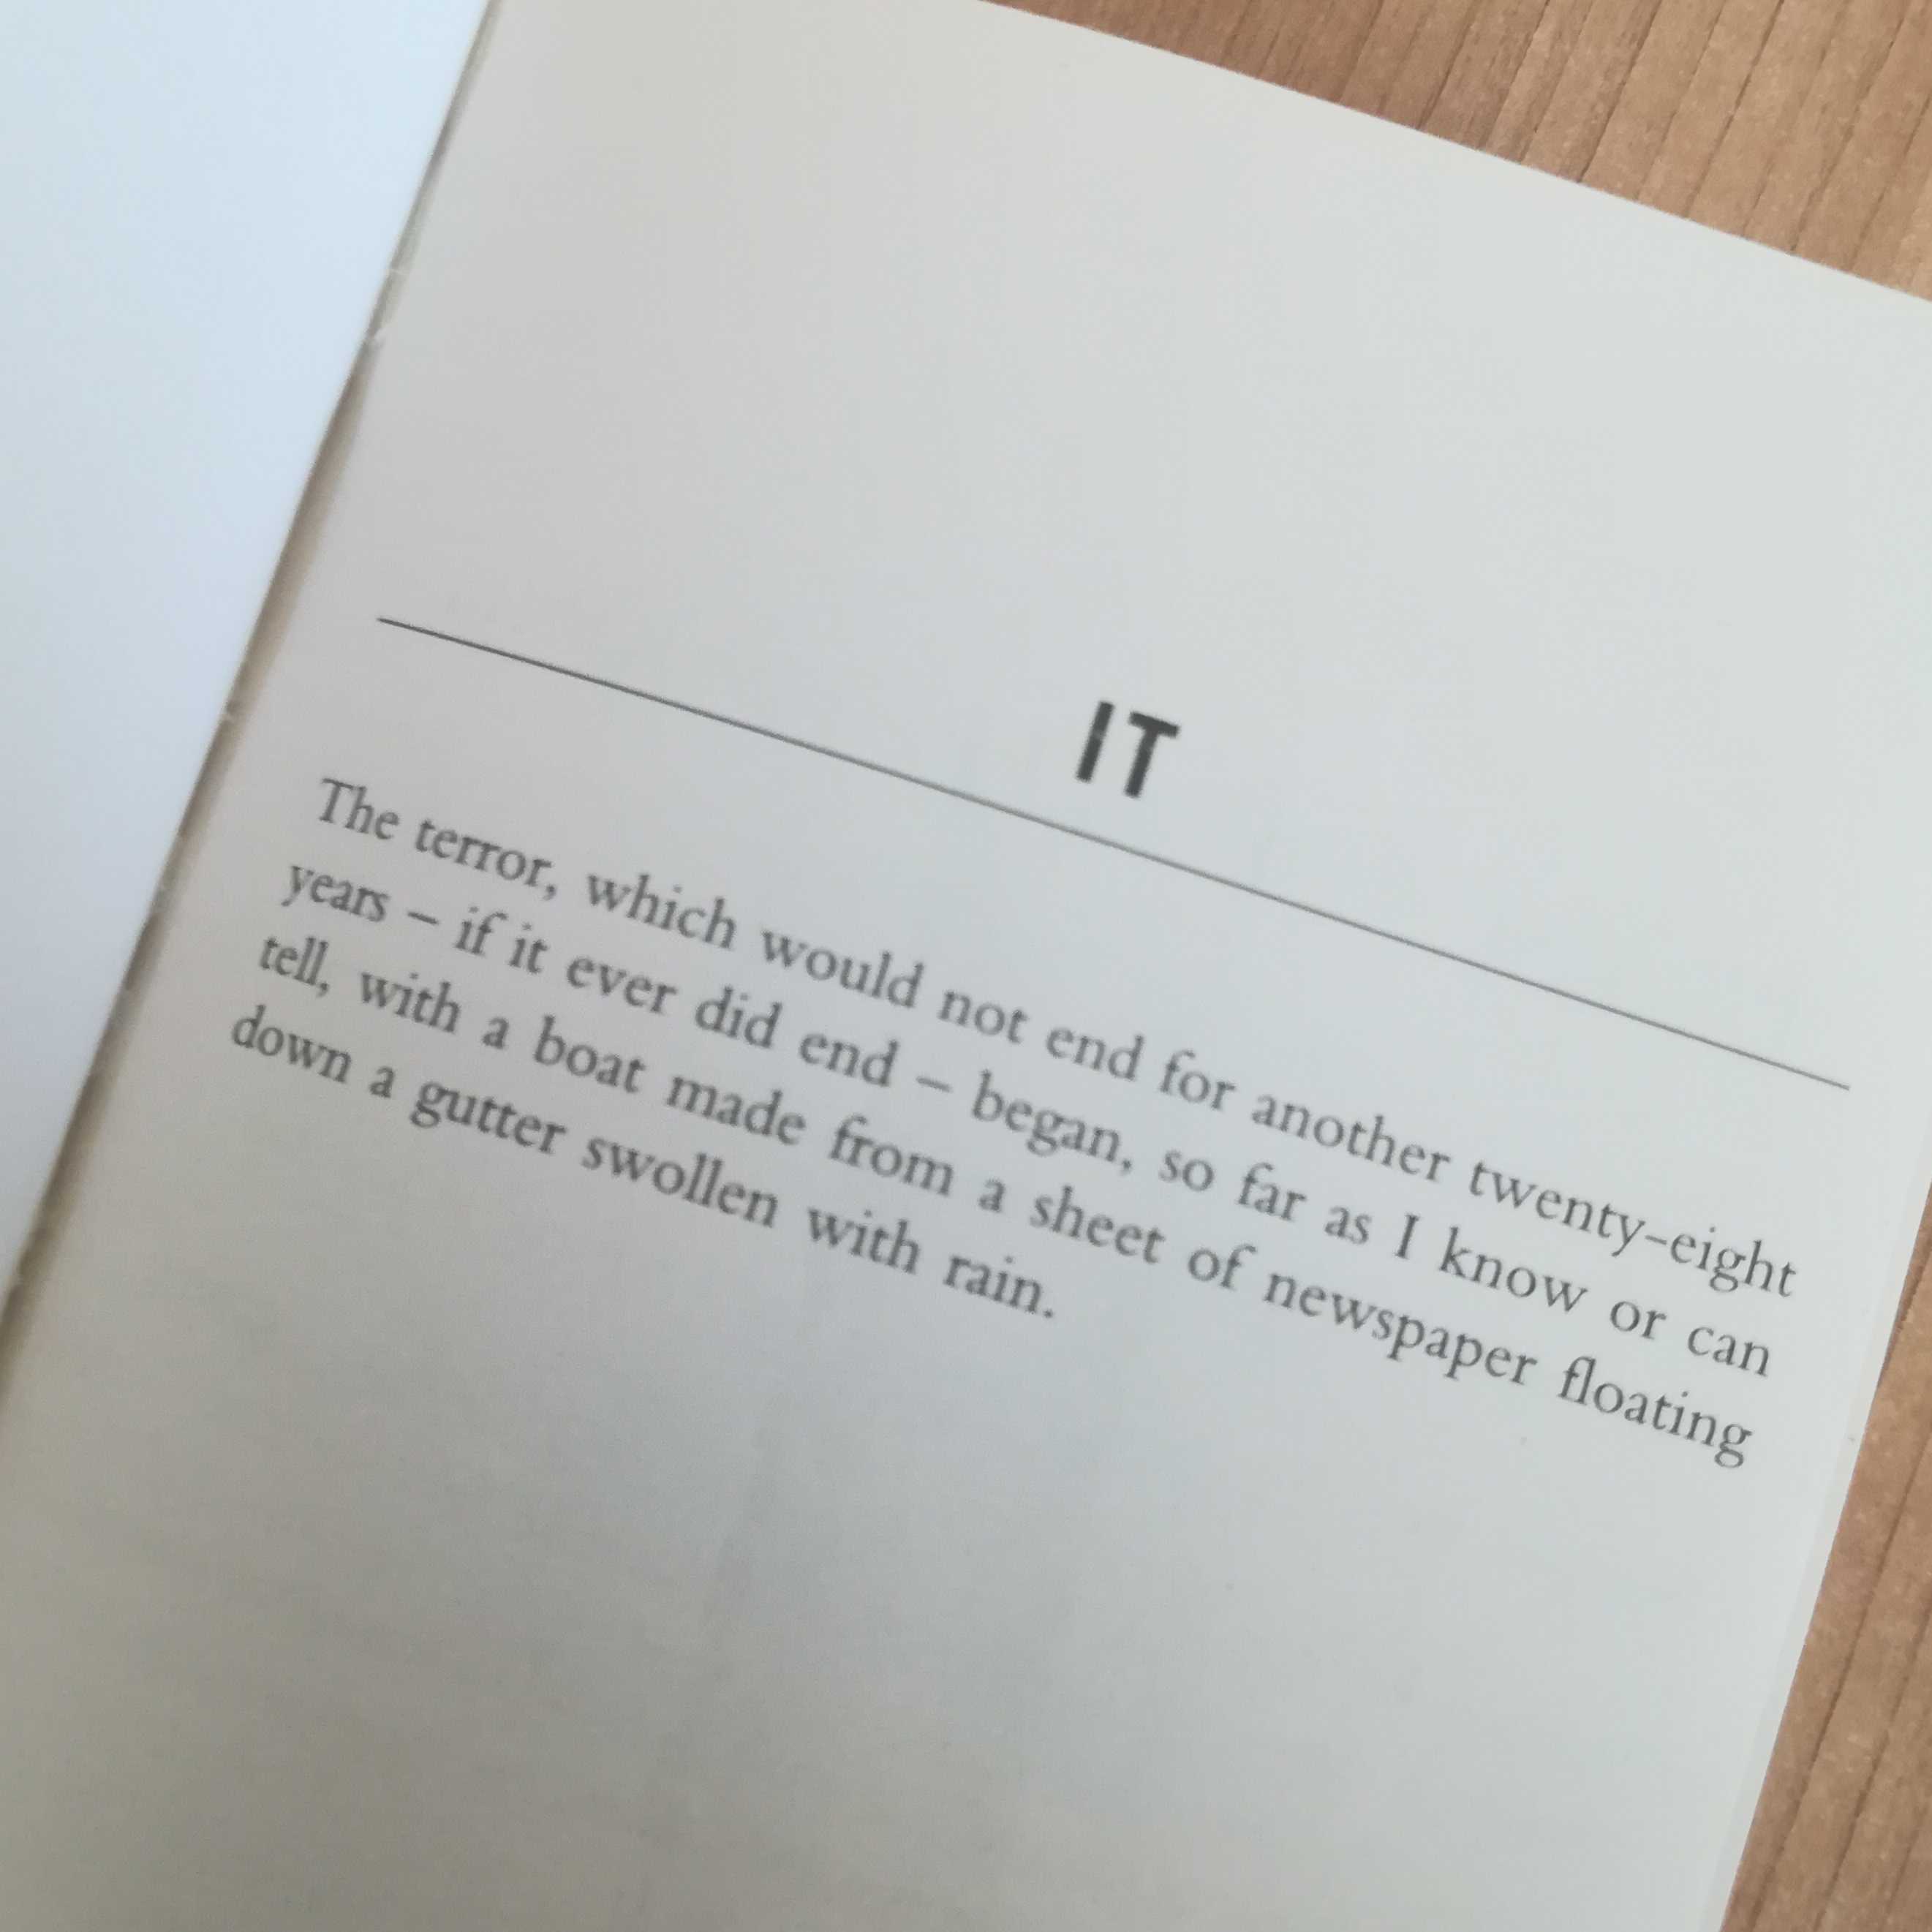 IT
The terror, which would not end for another twenty-eight
years – if it ever did end – began, so far as I know or can
tell, with a boat made from a sheet of newspaper floating
down a gutter swollen with rain.